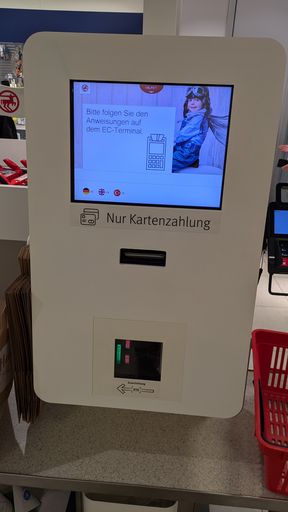 Bitte folgen Sie den
Anweisungen auf
dem EC-Terminal.
Nur Kartenzahlung